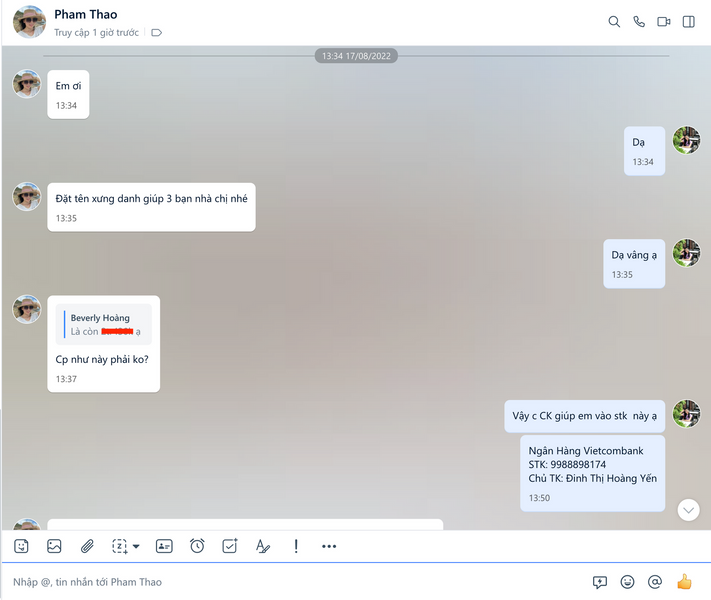 Pham Thao
Truy cập 1 giờ trước
13:34 17/08/2022
Em ơi
13:34
Dạ
13:34
Đặt tên xưng danh giúp 3 bạn nhà chị nhé
13:35
Dạ vâng ạ
13:35
Beverly Hoàng
Là còn ạ
Cp như này phải ko?
13:37
Vậy c CK giúp em vào stk này ạ
Ngân Hàng Vietcombank
STK: 9988898174
Chủ TK: Đinh Thị Hoàng Yến
13:50
Nhập @, tin nhắn tới Pham Thao